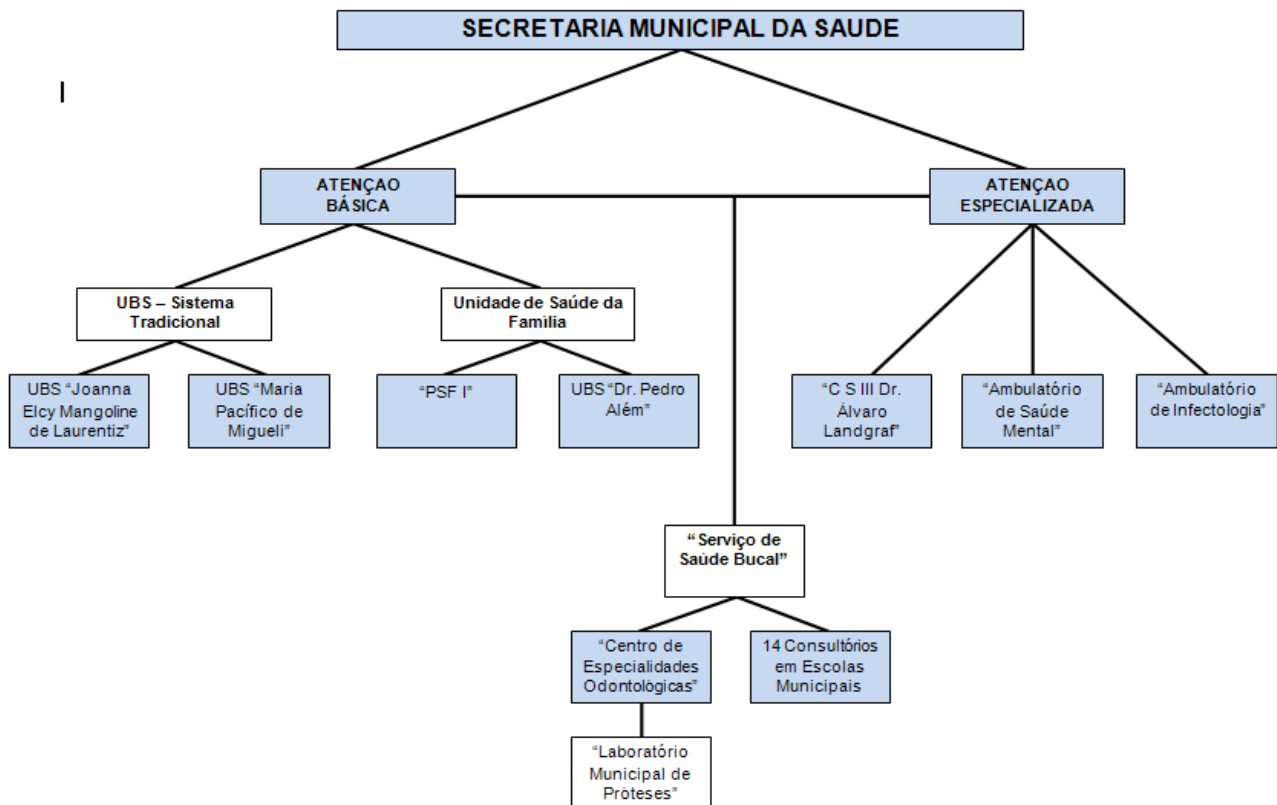 SECRETARIA MUNICIPAL DA SAUDE
I
ATENÇAO
BÁSICA
ATENÇAO
ESPECIALIZADA
UBS – Sistema
Tradicional
Unidade de Saúde da
Família
UBS “Joanna
Elcy Mangoline
de Laurentiz”
UBS “Maria
Pacífico de
Migueli”
“PSF I”
UBS “Dr. Pedro
Além”
“C S III Dr.
Álvaro
Landgraf”
“Ambulatório
de Saúde
Mental”
“Ambulatório
de Infectologia”
“Serviço de
Saúde Bucal”
“Centro de
Especialidades
Odontológicas”
14 Consultórios
em Escolas
Municipais
“Laboratório
Municipal de
Próteses”